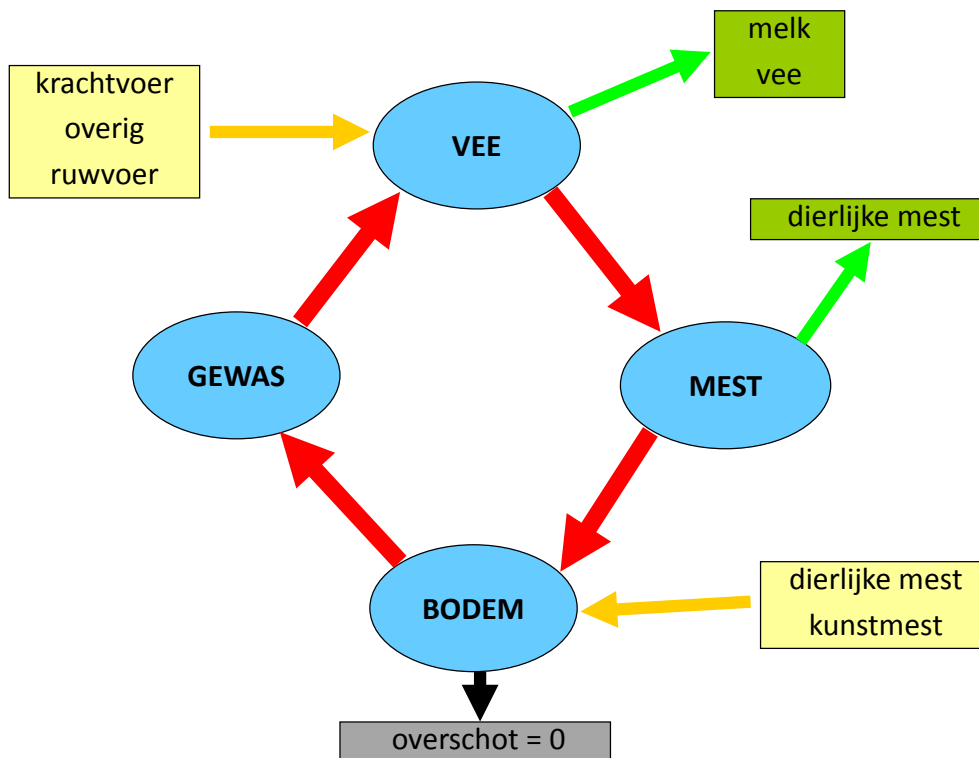 melk
vee
krachtvoer
overig
ruwvoer
VEE
dierlijke mest
GEWAS
MEST
BODEM
dierlijke mest
kunstmest
overschot = 0